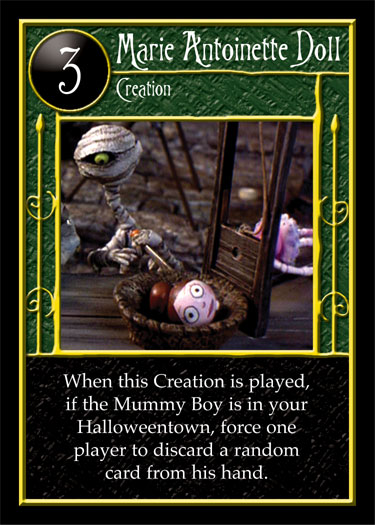 3
Marie Antoinette Doll
Creation
When this Creation is played,
if the Mummy Boy is in your
Halloweentown, force one
player to discard a random
card from his hand.